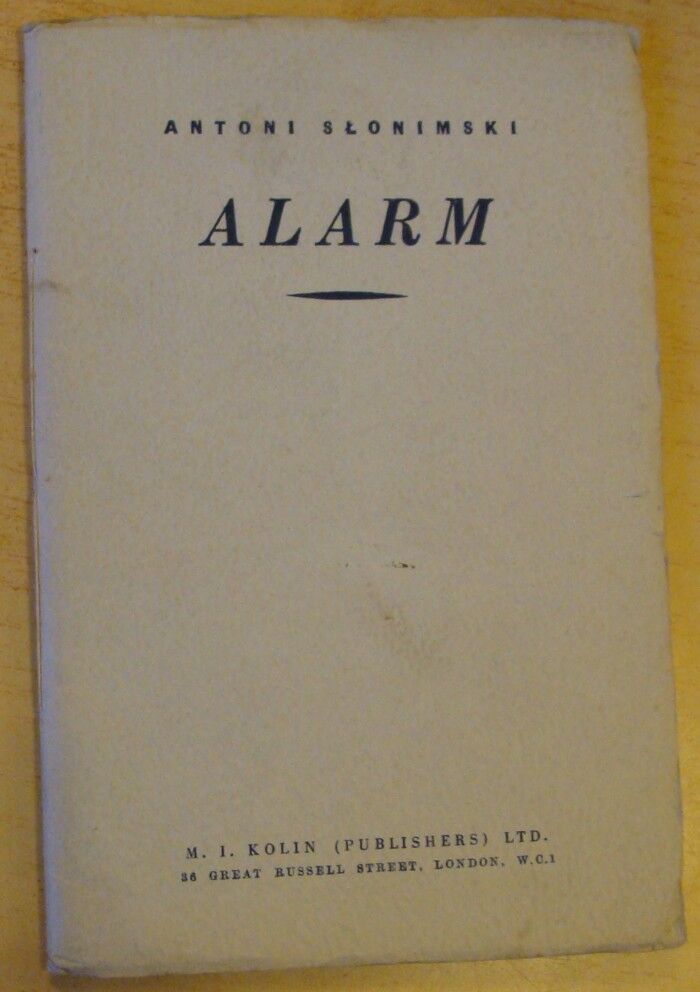 ANTONI SŁONIMSKI
ALARM
M. I. KOLIN (PUBLISHERS) LTD.
36 GREAT RUSSELL STREET, LONDON, W.C.1